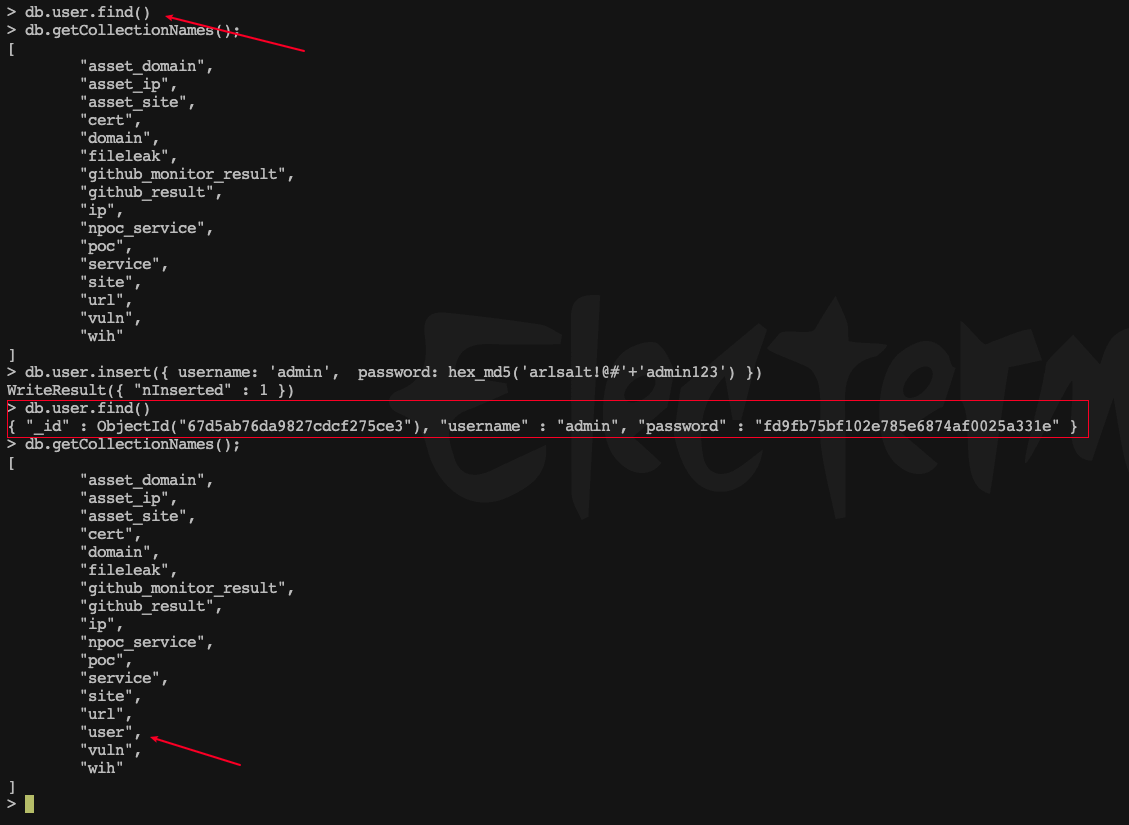 > db.user.find()
> db.getCollectionNames();
[
        "asset_domain",
        "asset_ip",
        "asset_site",
        "cert",
        "domain",
        "fileleak",
        "github_monitor_result",
        "github_result",
        "ip",
        "npoc_service",
        "poc",
        "service",
        "site",
        "url",
        "vuln",
        "wih"
]
> db.user.insert({ username: 'admin',  password: hex_md5('arlsalt!@#'+'admin123') })
WriteResult({ "nInserted" : 1 })
> db.user.find()
{ "_id" : ObjectId("67d5ab76da9827cdcf275ce3"), "username" : "admin", "password" : "fd9fb75bf102e785e6874af0025a331e" }
> db.getCollectionNames();
[
        "asset_domain",
        "asset_ip",
        "asset_site",
        "cert",
        "domain",
        "fileleak",
        "github_monitor_result",
        "github_result",
        "ip",
        "npoc_service",
        "poc",
        "service",
        "site",
        "url",
        "user",
        "vuln",
        "wih"
]
>
Electerm